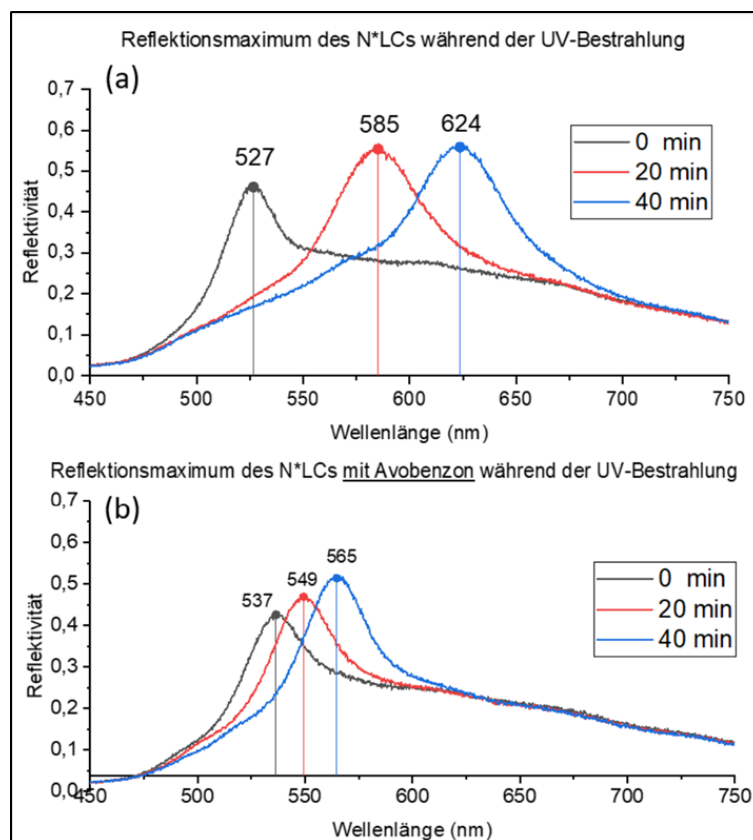 Reflektionsmaximum des N*LCs während der UV-Bestrahlung
(a)
0,7
0,6
0,5
0,4
0,3
0,2
0,1
0,0
Reflektivität
527
585
624
0 min
20 min
40 min
450 500 550 600 650 700 750
Wellenlänge (nm)
Reflektionsmaximum des N*LCs mit Avobenzon während der UV-Bestrahlung
(b)
0,7
0,6
0,5
0,4
0,3
0,2
0,1
0,0
Reflektivität
537
549
565
0 min
20 min
40 min
450 500 550 600 650 700 750
Wellenlänge (nm)